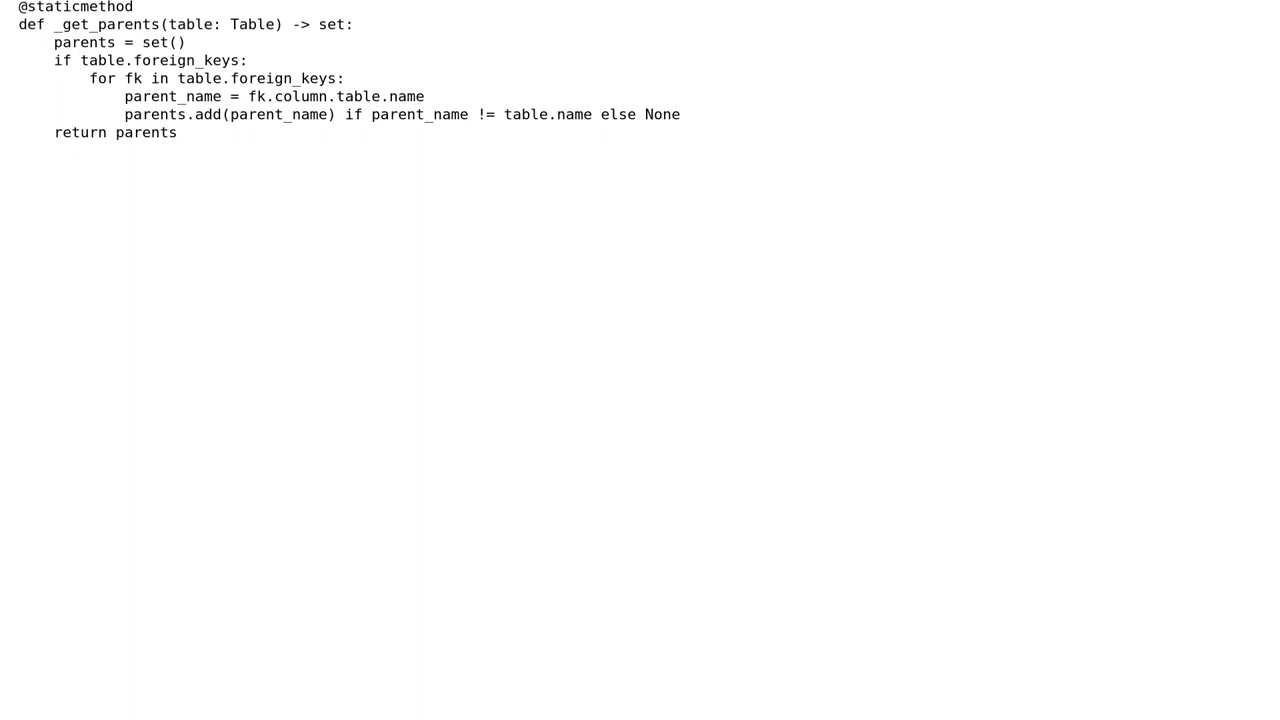 @staticmethod
def _get_parents(table: Table) -> set:
    parents = set()
    if table.foreign_keys:
        for fk in table.foreign_keys:
            parent_name = fk.column.table.name
            parents.add(parent_name) if parent_name != table.name else None
    return parents